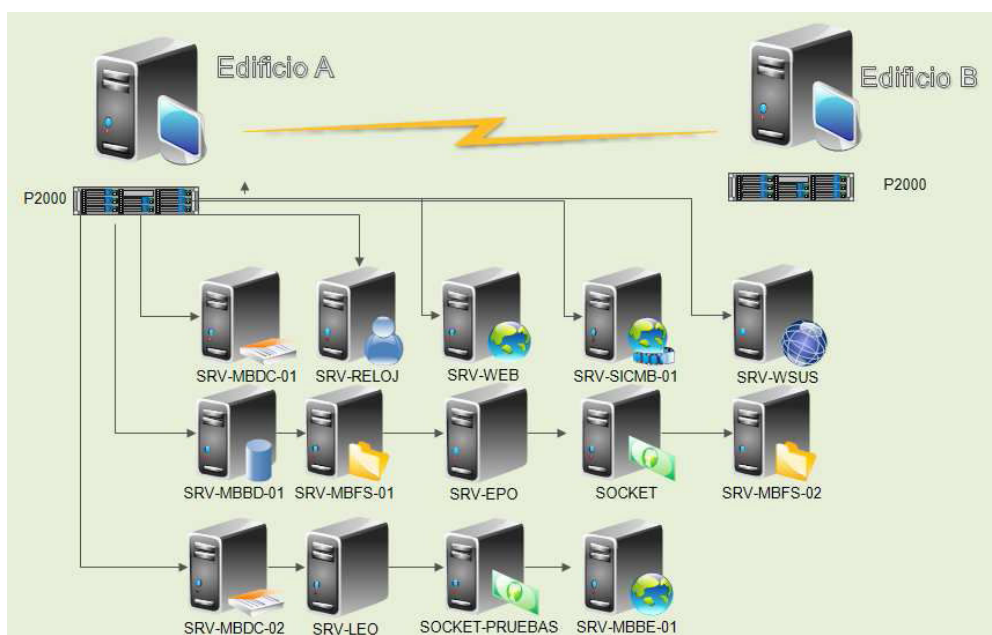 Edificio A
Edificio B
P2000
P2000
SRV-MBDC-01
SRV-RELOJ
SRV-WEB
SRV-SICMB-01
SRV-WSUS
SRV-MBBD-01
SRV-MBFS-01
SRV-EPO
SOCKET
SRV-MBFS-02
SRV-MBDC-02
SRV-LEO
SOCKET-PRUEBAS
SRV-MBBE-01